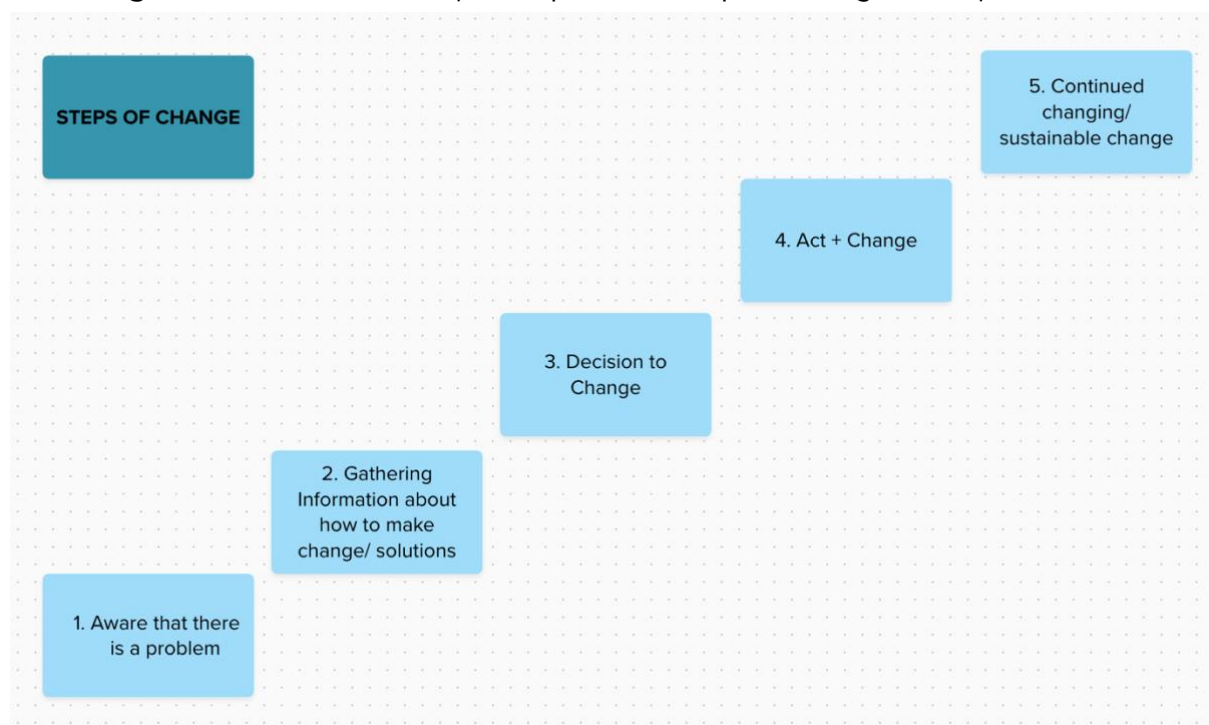 STEPS OF CHANGE
5. Continued
changing/
sustainable change
4. Act + Change
3. Decision to
Change
2. Gathering
Information about
how to make
change/ solutions
1. Aware that there
is a problem